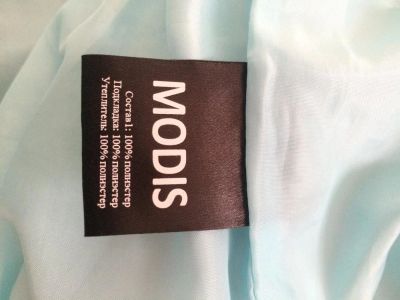 MODIS
Состав1: 100% полиэстер
Подкладка: 100% полиэстер
Утеплитель: 100% полиэстер